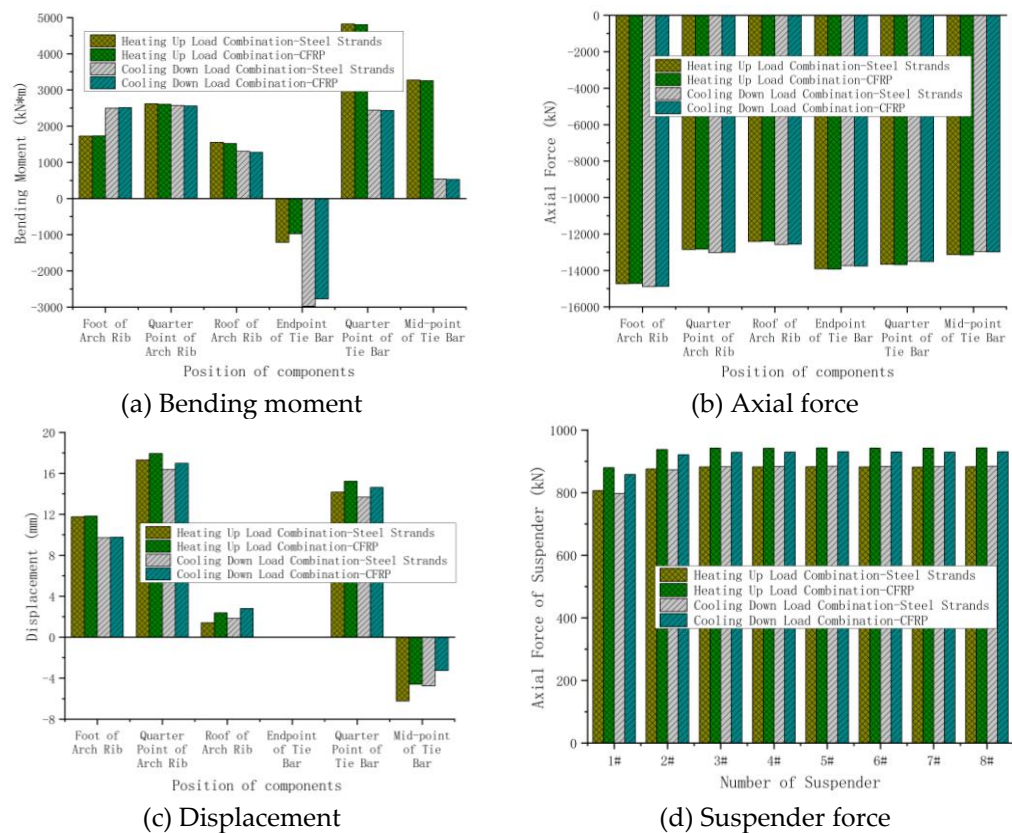 5000
4000
3000
2000
1000
0
-1000
-2000
-3000
Bending Moment (kN*m)
Heating Up Load Combination-Steel Strands
Heating Up Load Combination-CFRP
Cooling Down Load Combination-Steel Strands
Cooling Down Load Combination-CFRP
Foot of Arch Rib
Quarter Point of Arch Rib
Roof of Arch Rib
Endpoint of Tie Bar
Quarter Point of Tie Bar
Mid-point of Tie Bar
Position of components
(a) Bending moment
0
-2000
-4000
-6000
-8000
-10000
-12000
-14000
-16000
Axial Force (kN)
Heating Up Load Combination-Steel Strands
Heating Up Load Combination-CFRP
Cooling Down Load Combination-Steel Strands
Cooling Down Load Combination-CFRP
Foot of Arch Rib
Quarter Point of Arch Rib
Roof of Arch Rib
Endpoint of Tie Bar
Quarter Point of Tie Bar
Mid-point of Tie Bar
Position of components
(b) Axial force
20
16
12
8
4
0
-4
-8
Displacement (mm)
Heating Up Load Combination-Steel Strands
Heating Up Load Combination-CFRP
Cooling Down Load Combination-Steel Strands
Cooling Down Load Combination-CFRP
Foot of Arch Rib
Quarter Point of Arch Rib
Roof of Arch Rib
Endpoint of Tie Bar
Quarter Point of Tie Bar
Mid-point of Tie Bar
Position of components
(c) Displacement
1000
800
600
400
200
0
Axial Force of Suspender (kN)
Heating Up Load Combination-Steel Strands
Heating Up Load Combination-CFRP
Cooling Down Load Combination-Steel Strands
Cooling Down Load Combination-CFRP
1# 2# 3# 4# 5# 6# 7# 8#
Number of Suspender
(d) Suspender force